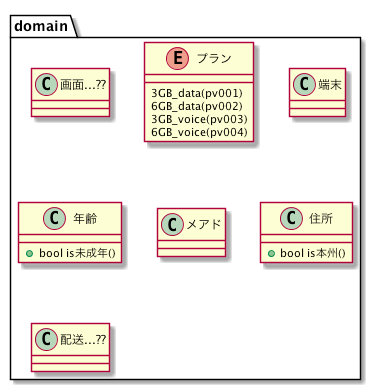 domain
C 画面...??
E プラン
3GB_data(pv001)
6GB_data(pv002)
3GB_voice(pv003)
6GB_voice(pv004)
C 端末
C 年齢
bool is未成年()
C メアド
C 住所
bool is本州()
C 配送...??